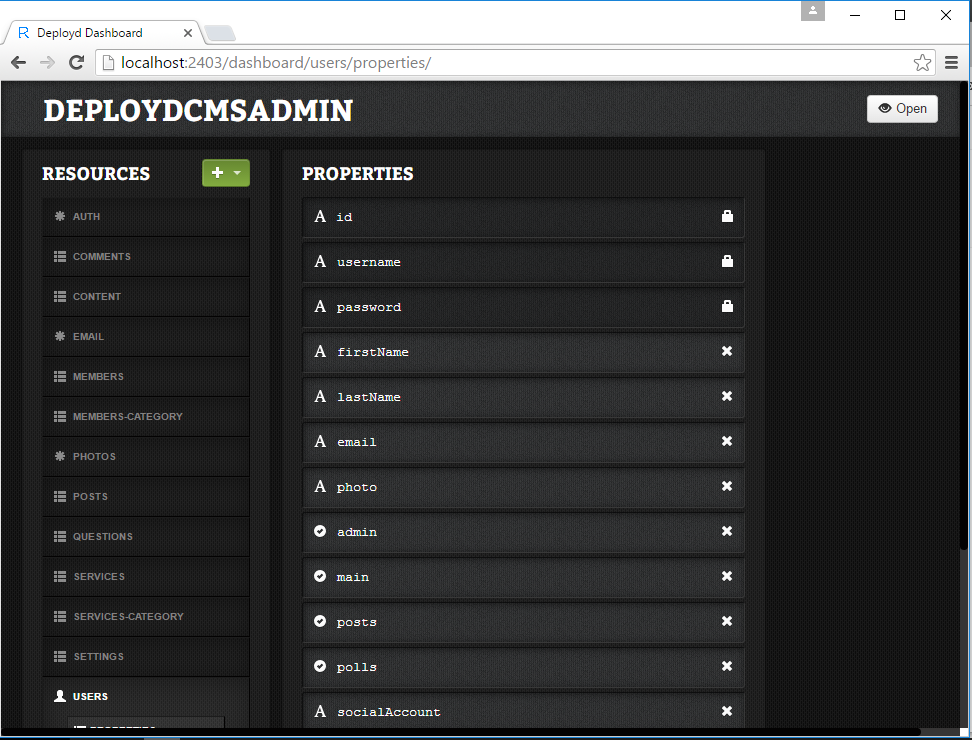 Deployd Dashboard
localhost:2403/dashboard/users/properties/
DEPLOYDCMSADMIN
Open
RESOURCES
AUTH
COMMENTS
CONTENT
EMAIL
MEMBERS
MEMBERS-CATEGORY
PHOTOS
POSTS
QUESTIONS
SERVICES
SERVICES-CATEGORY
SETTINGS
USERS
PROPERTIES
PROPERTIES
A id
A username
A password
A firstName
A lastName
A email
A photo
admin
main
posts
polls
A socialAccount